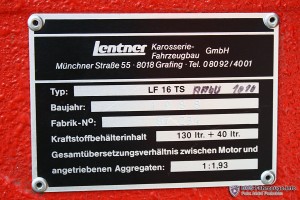 Lentner Karosserie-
Fahrzeugbau GmbH
Münchner Straße 55 · 8018 Grafing · Tel. 08092/4001
Typ: LF 16 TS
Baujahr:
Fabrik-No:
Kraftstoffbehälterinhalt 130 ltr. + 40 ltr.
Gesamtübersetzungsverhältnis zwischen Motor und
angetriebenen Aggregaten: 1:1.93